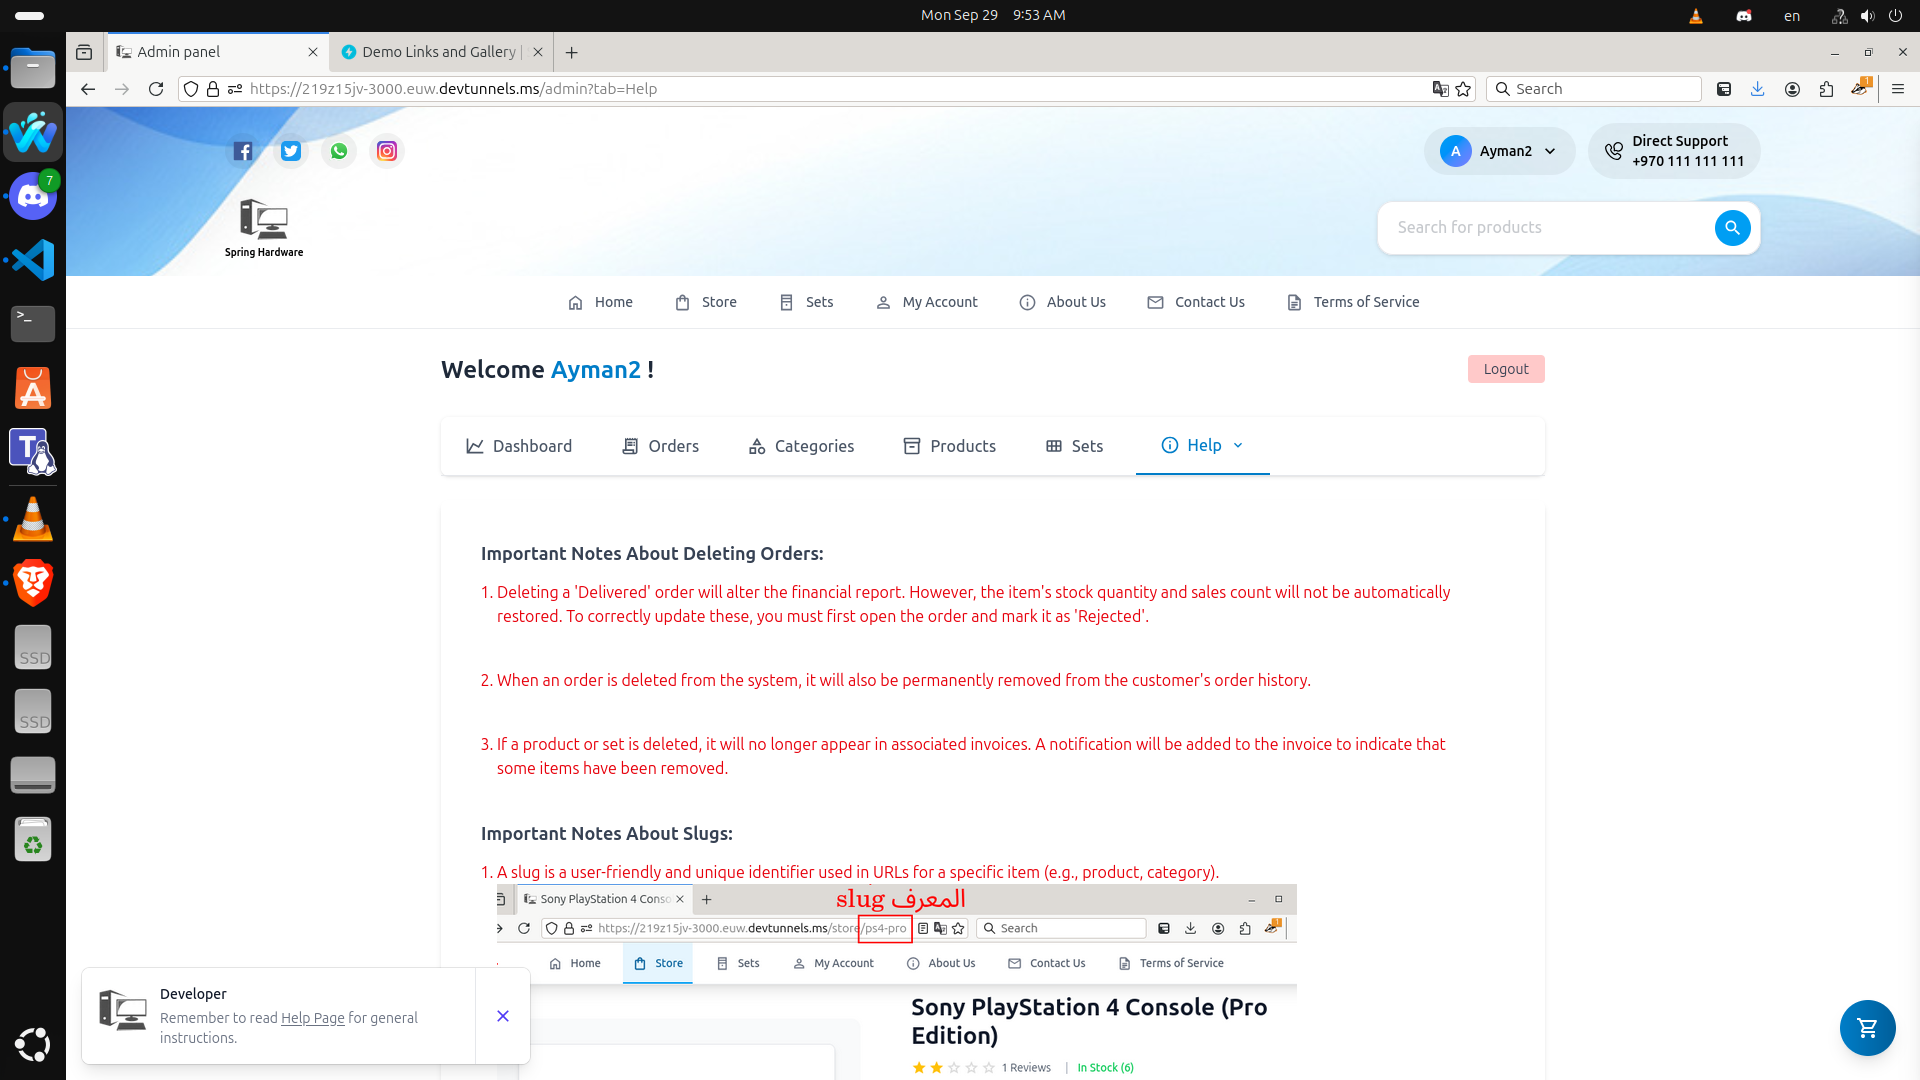 Mon Sep 29 9:53 AM
en
Admin panel
Demo Links and Gallery |
https://219z15jv-3000.euw.devtunnels.ms/admin?tab=Help
Search
1
7
A
Ayman2
Direct Support
+970 111 111 111
Spring Hardware
Search for products
Home
Store
Sets
My Account
About Us
Contact Us
Terms of Service
Welcome Ayman2 !
Logout
Dashboard
Orders
Categories
Products
Sets
Help
Important Notes About Deleting Orders:
1. Deleting a 'Delivered' order will alter the financial report. However, the item's stock quantity and sales count will not be automatically
restored. To correctly update these, you must first open the order and mark it as 'Rejected'.
2. When an order is deleted from the system, it will also be permanently removed from the customer's order history.
3. If a product or set is deleted, it will no longer appear in associated invoices. A notification will be added to the invoice to indicate that
some items have been removed.
Important Notes About Slugs:
1. A slug is a user-friendly and unique identifier used in URLs for a specific item (e.g., product, category).
Sony PlayStation 4 Conso
المعرف slug
https://219z15jv-3000.euw.devtunnels.ms/store/ps4-pro
Search
1
Home
Store
Sets
My Account
About Us
Contact Us
Terms of Service
Sony PlayStation 4 Console (Pro
Edition)
1 Reviews | In Stock (6)
Developer
Remember to read Help Page for general
instructions.
>_
A
T
SSD
SSD